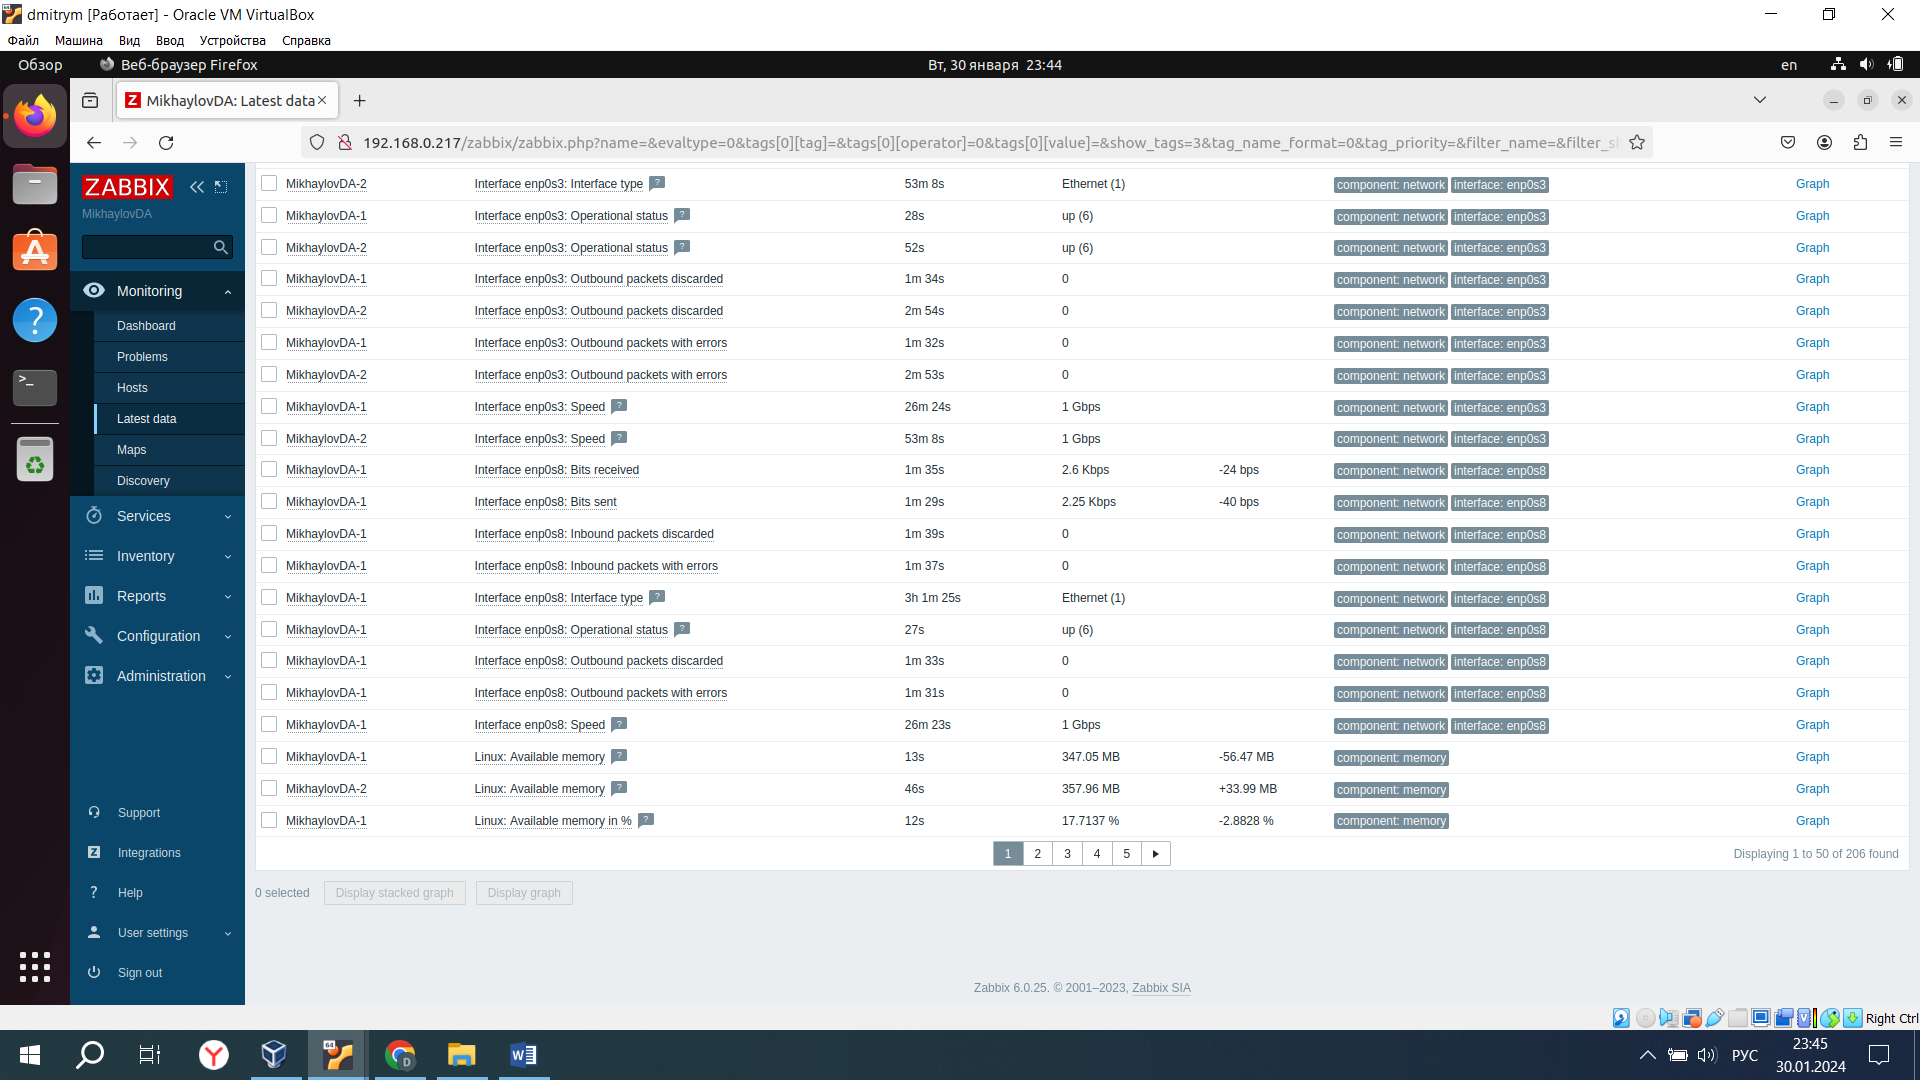 dmitrym [Работает] - Oracle VM VirtualBox
Файл Машина Вид Ввод Устройства Справка
Обзор Веб-браузер Firefox Вт, 30 января 23:44 en
MikhaylovDA: Latest data
192.168.0.217/zabbix/zabbix.php?name=&evaltype=0&tags[0][tag]=&tags[0][operator]=0&tags[0][value]=&show_tags=3&tag_name_format=0&tag_priority=&filter_name=&filter_sh
ZABBIX
MikhaylovDA
Monitoring
Dashboard
Problems
Hosts
Latest data
Maps
Discovery
Services
Inventory
Reports
Configuration
Administration
Support
Integrations
Help
User settings
Sign out
MikhaylovDA-2 Interface enp0s3: Interface type ? 53m 8s Ethernet (1) component: network interface: enp0s3 Graph
MikhaylovDA-1 Interface enp0s3: Operational status ? 28s up (6) component: network interface: enp0s3 Graph
MikhaylovDA-2 Interface enp0s3: Operational status ? 52s up (6) component: network interface: enp0s3 Graph
MikhaylovDA-1 Interface enp0s3: Outbound packets discarded 1m 34s 0 component: network interface: enp0s3 Graph
MikhaylovDA-2 Interface enp0s3: Outbound packets discarded 2m 54s 0 component: network interface: enp0s3 Graph
MikhaylovDA-1 Interface enp0s3: Outbound packets with errors 1m 32s 0 component: network interface: enp0s3 Graph
MikhaylovDA-2 Interface enp0s3: Outbound packets with errors 2m 53s 0 component: network interface: enp0s3 Graph
MikhaylovDA-1 Interface enp0s3: Speed ? 26m 24s 1 Gbps component: network interface: enp0s3 Graph
MikhaylovDA-2 Interface enp0s3: Speed ? 53m 8s 1 Gbps component: network interface: enp0s3 Graph
MikhaylovDA-1 Interface enp0s8: Bits received 1m 35s 2.6 Kbps -24 bps component: network interface: enp0s8 Graph
MikhaylovDA-1 Interface enp0s8: Bits sent 1m 29s 2.25 Kbps -40 bps component: network interface: enp0s8 Graph
MikhaylovDA-1 Interface enp0s8: Inbound packets discarded 1m 39s 0 component: network interface: enp0s8 Graph
MikhaylovDA-1 Interface enp0s8: Inbound packets with errors 1m 37s 0 component: network interface: enp0s8 Graph
MikhaylovDA-1 Interface enp0s8: Interface type ? 3h 1m 25s Ethernet (1) component: network interface: enp0s8 Graph
MikhaylovDA-1 Interface enp0s8: Operational status ? 27s up (6) component: network interface: enp0s8 Graph
MikhaylovDA-1 Interface enp0s8: Outbound packets discarded 1m 33s 0 component: network interface: enp0s8 Graph
MikhaylovDA-1 Interface enp0s8: Outbound packets with errors 1m 31s 0 component: network interface: enp0s8 Graph
MikhaylovDA-1 Interface enp0s8: Speed ? 26m 23s 1 Gbps component: network interface: enp0s8 Graph
MikhaylovDA-1 Linux: Available memory ? 13s 347.05 MB -56.47 MB component: memory Graph
MikhaylovDA-2 Linux: Available memory ? 46s 357.96 MB +33.99 MB component: memory Graph
MikhaylovDA-1 Linux: Available memory in % ? 12s 17.7137 % -2.8828 % component: memory Graph
1 2 3 4 5 Displaying 1 to 50 of 206 found
0 selected Display stacked graph Display graph
Zabbix 6.0.25. © 2001–2023, Zabbix SIA
Right Ctrl
РУС
23:45
30.01.2024